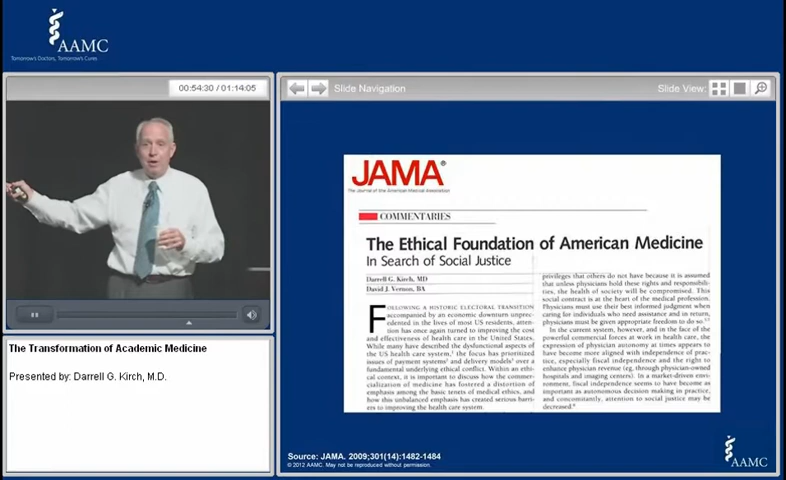 AAMC
Tomorrow's Doctors, Tomorrow's Cures
00:54:30 / 01:14:05
The Transformation of Academic Medicine
Presented by: Darrell G. Kirch, M.D.
Slide Navigation
Slide View:
JAMA®
The Journal of the American Medical Association
COMMENTARIES
The Ethical Foundation of American Medicine
In Search of Social Justice
Darrell G. Kirch, MD
David J. Vernon, BA
FOLLOWING A HISTORIC ELECTORAL TRANSITION
accompanied by an economic downturn unprec-
edented in the lives of most US residents, atten-
tion has once again turned to improving the cost
and effectiveness of health care in the United States.
While many have described the dysfunctional aspects of
the US health care system, the focus has prioritized
issues of payment systems and delivery models over a
fundamental underlying ethical conflict. Within an ethi-
cal context, it is important to discuss how the commer-
cialization of medicine has fostered a distortion of
emphasis among the basic tenets of medical ethics, and
how this unbalanced emphasis has created serious barri-
ers to improving the health care system.
privileges that others do not have because it is assumed
that unless physicians hold these rights and responsibili-
ties, the health of society will be compromised. This
social contract is at the heart of the medical profession.
Physicians must use their best informed judgment when
caring for individuals who need assistance and in return,
physicians must be given appropriate freedom to do so.
In the current system, however, and in the face of the
powerful commercial forces at work in health care, the
expression of physician autonomy at times appears to
have become more aligned with independence of prac-
tice, especially fiscal independence and the right to
enhance physician revenue (eg, through physician-owned
hospitals and imaging centers). In a market-driven envi-
ronment, fiscal independence seems to have become as
important as autonomous decision making in practice,
and concomitantly, attention to social justice may be
decreased.
Source: JAMA. 2009;301(14):1482-1484
© 2012 AAMC. May not be reproduced without permission.
AAMC